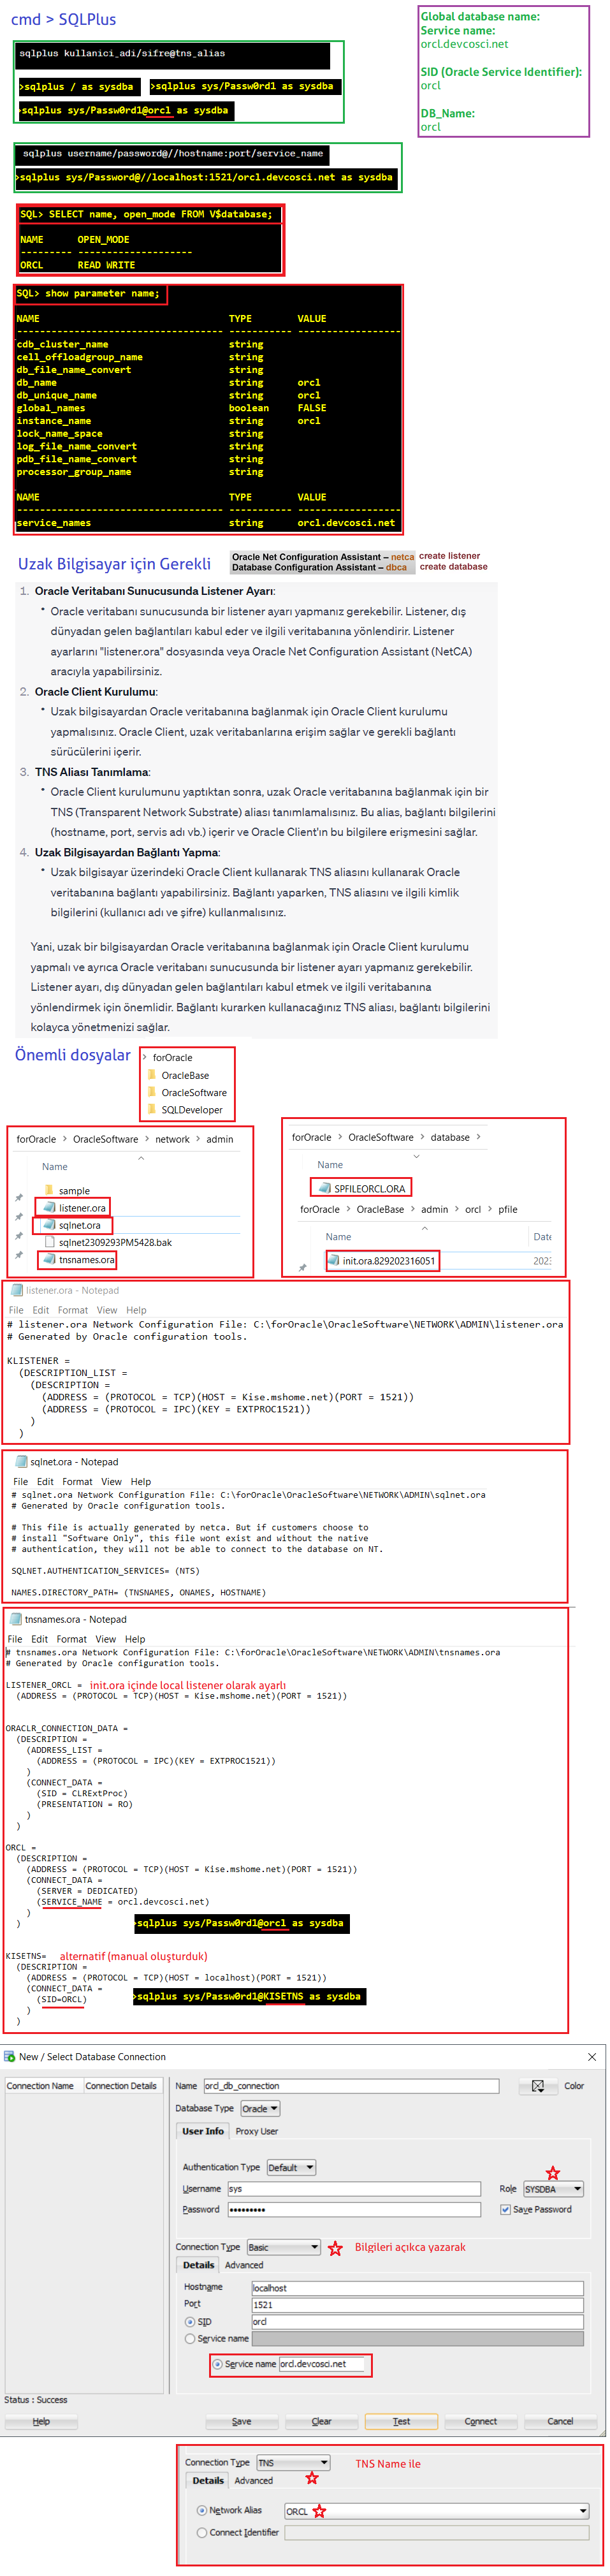 cmd > SQLPlus
sqlplus kullanici_adi/sifre@tns_alias
>sqlplus / as sysdba
>sqlplus sys/Passw0rd1 as sysdba
>sqlplus sys/Passw0rd1@orcl as sysdba
Global database name:
Service name:
orcl.devcosci.net
SID (Oracle Service Identifier):
orcl
DB_Name:
orcl
sqlplus username/password@//hostname:port/service_name
>sqlplus sys/Password@//localhost:1521/orcl.devcosci.net as sysdba
SQL> SELECT name, open_mode FROM V$database;
NAME OPEN_MODE
--------- --------------------
ORCL READ WRITE
SQL> show parameter name;
NAME TYPE VALUE
------------------------------------ ----------- ------------------
cdb_cluster_name string
cell_offloadgroup_name string
db_file_name_convert string
db_name string orcl
db_unique_name string orcl
global_names boolean FALSE
instance_name string orcl
lock_name_space string
log_file_name_convert string
pdb_file_name_convert string
processor_group_name string
NAME TYPE VALUE
------------------------------------ ----------- ------------------
service_names string orcl.devcosci.net
Uzak Bilgisayar için Gerekli
Oracle Net Configuration Assistant – netca create listener
Database Configuration Assistant – dbca create database
1. Oracle Veritabanı Sunucusunda Listener Ayarı:
• Oracle veritabanı sunucusunda bir listener ayarı yapmanız gerekebilir. Listener, dış
dünyadan gelen bağlantıları kabul eder ve ilgili veritabanına yönlendirir. Listener
ayarlarını "listener.ora" dosyasında veya Oracle Net Configuration Assistant (NetCA)
aracıyla yapabilirsiniz.
2. Oracle Client Kurulumu:
• Uzak bilgisayardan Oracle veritabanına bağlanmak için Oracle Client kurulumu
yapmalısınız. Oracle Client, uzak veritabanlarına erişim sağlar ve gerekli bağlantı
sürücülerini içerir.
3. TNS Aliası Tanımlama:
• Oracle Client kurulumunu yaptıktan sonra, uzak Oracle veritabanına bağlanmak için bir
TNS (Transparent Network Substrate) aliası tanımlamalısınız. Bu alias, bağlantı bilgilerini
(hostname, port, servis adı vb.) içerir ve Oracle Client'ın bu bilgilere erişmesini sağlar.
4. Uzak Bilgisayardan Bağlantı Yapma:
• Uzak bilgisayar üzerindeki Oracle Client kullanarak TNS aliasını kullanarak Oracle
veritabanına bağlantı yapabilirsiniz. Bağlantı yaparken, TNS aliasını ve ilgili kimlik
bilgilerini (kullanıcı adı ve şifre) kullanmalısınız.
Yani, uzak bir bilgisayardan Oracle veritabanına bağlanmak için Oracle Client kurulumu
yapmalı ve ayrıca Oracle veritabanı sunucusunda bir listener ayarı yapmanız gerekebilir.
Listener ayarı, dış dünyadan gelen bağlantıları kabul etmek ve ilgili veritabanına
yönlendirmek için önemlidir. Bağlantı kurarken kullanacağınız TNS aliası, bağlantı bilgilerini
kolayca yönetmenizi sağlar.
Önemli dosyalar
> forOracle
OracleBase
OracleSoftware
SQLDeveloper
forOracle > OracleSoftware > network > admin
Name
sample
listener.ora
sqlnet.ora
sqlnet2309293PM5428.bak
tnsnames.ora
forOracle > OracleSoftware > database >
Name
SPFILEORCL.ORA
forOracle > OracleBase > admin > orcl > pfile
Name Date
init.ora.829202316051 2023
listener.ora - Notepad
File Edit Format View Help
# listener.ora Network Configuration File: C:\forOracle\OracleSoftware\NETWORK\ADMIN\listener.ora
# Generated by Oracle configuration tools.
KLISTENER =
(DESCRIPTION_LIST =
(DESCRIPTION =
(ADDRESS = (PROTOCOL = TCP)(HOST = Kise.mshome.net)(PORT = 1521))
(ADDRESS = (PROTOCOL = IPC)(KEY = EXTPROC1521))
)
)
sqlnet.ora - Notepad
File Edit Format View Help
# sqlnet.ora Network Configuration File: C:\forOracle\OracleSoftware\NETWORK\ADMIN\sqlnet.ora
# Generated by Oracle configuration tools.
# This file is actually generated by netca. But if customers choose to
# install "Software Only", this file wont exist and without the native
# authentication, they will not be able to connect to the database on NT.
SQLNET.AUTHENTICATION_SERVICES= (NTS)
NAMES.DIRECTORY_PATH= (TNSNAMES, ONAMES, HOSTNAME)
tnsnames.ora - Notepad
File Edit Format View Help
# tnsnames.ora Network Configuration File: C:\forOracle\OracleSoftware\NETWORK\ADMIN\tnsnames.ora
# Generated by Oracle configuration tools.
LISTENER_ORCL = init.ora içinde local listener olarak ayarlı
(ADDRESS = (PROTOCOL = TCP)(HOST = Kise.mshome.net)(PORT = 1521))
ORACLR_CONNECTION_DATA =
(DESCRIPTION =
(ADDRESS_LIST =
(ADDRESS = (PROTOCOL = IPC)(KEY = EXTPROC1521))
)
(CONNECT_DATA =
(SID = CLRExtProc)
(PRESENTATION = RO)
)
)
ORCL =
(DESCRIPTION =
(ADDRESS = (PROTOCOL = TCP)(HOST = Kise.mshome.net)(PORT = 1521))
(CONNECT_DATA =
(SERVER = DEDICATED)
(SERVICE_NAME = orcl.devcosci.net)
)
)
>sqlplus sys/Passw0rd1@orcl as sysdba
KISETNS= alternatif (manual oluşturduk)
(DESCRIPTION =
(ADDRESS = (PROTOCOL = TCP)(HOST = localhost)(PORT = 1521))
(CONNECT_DATA =
(SID=ORCL)
)
)
>sqlplus sys/Passw0rd1@KISETNS as sysdba
New / Select Database Connection
Connection Name Connection Details
Name orcl_db_connection Color
Database Type Oracle
User Info Proxy User
Authentication Type Default
Username sys Role SYSDBA
Password ••••••••• Save Password
Connection Type Basic Bilgileri açıkca yazarak
Details Advanced
Hostname localhost
Port 1521
SID orcl
Service name
Service name orcl.devcosci.net
Status : Success
Help Save Clear Test Connect Cancel
Connection Type TNS TNS Name ile
Details Advanced
Network Alias ORCL
Connect Identifier